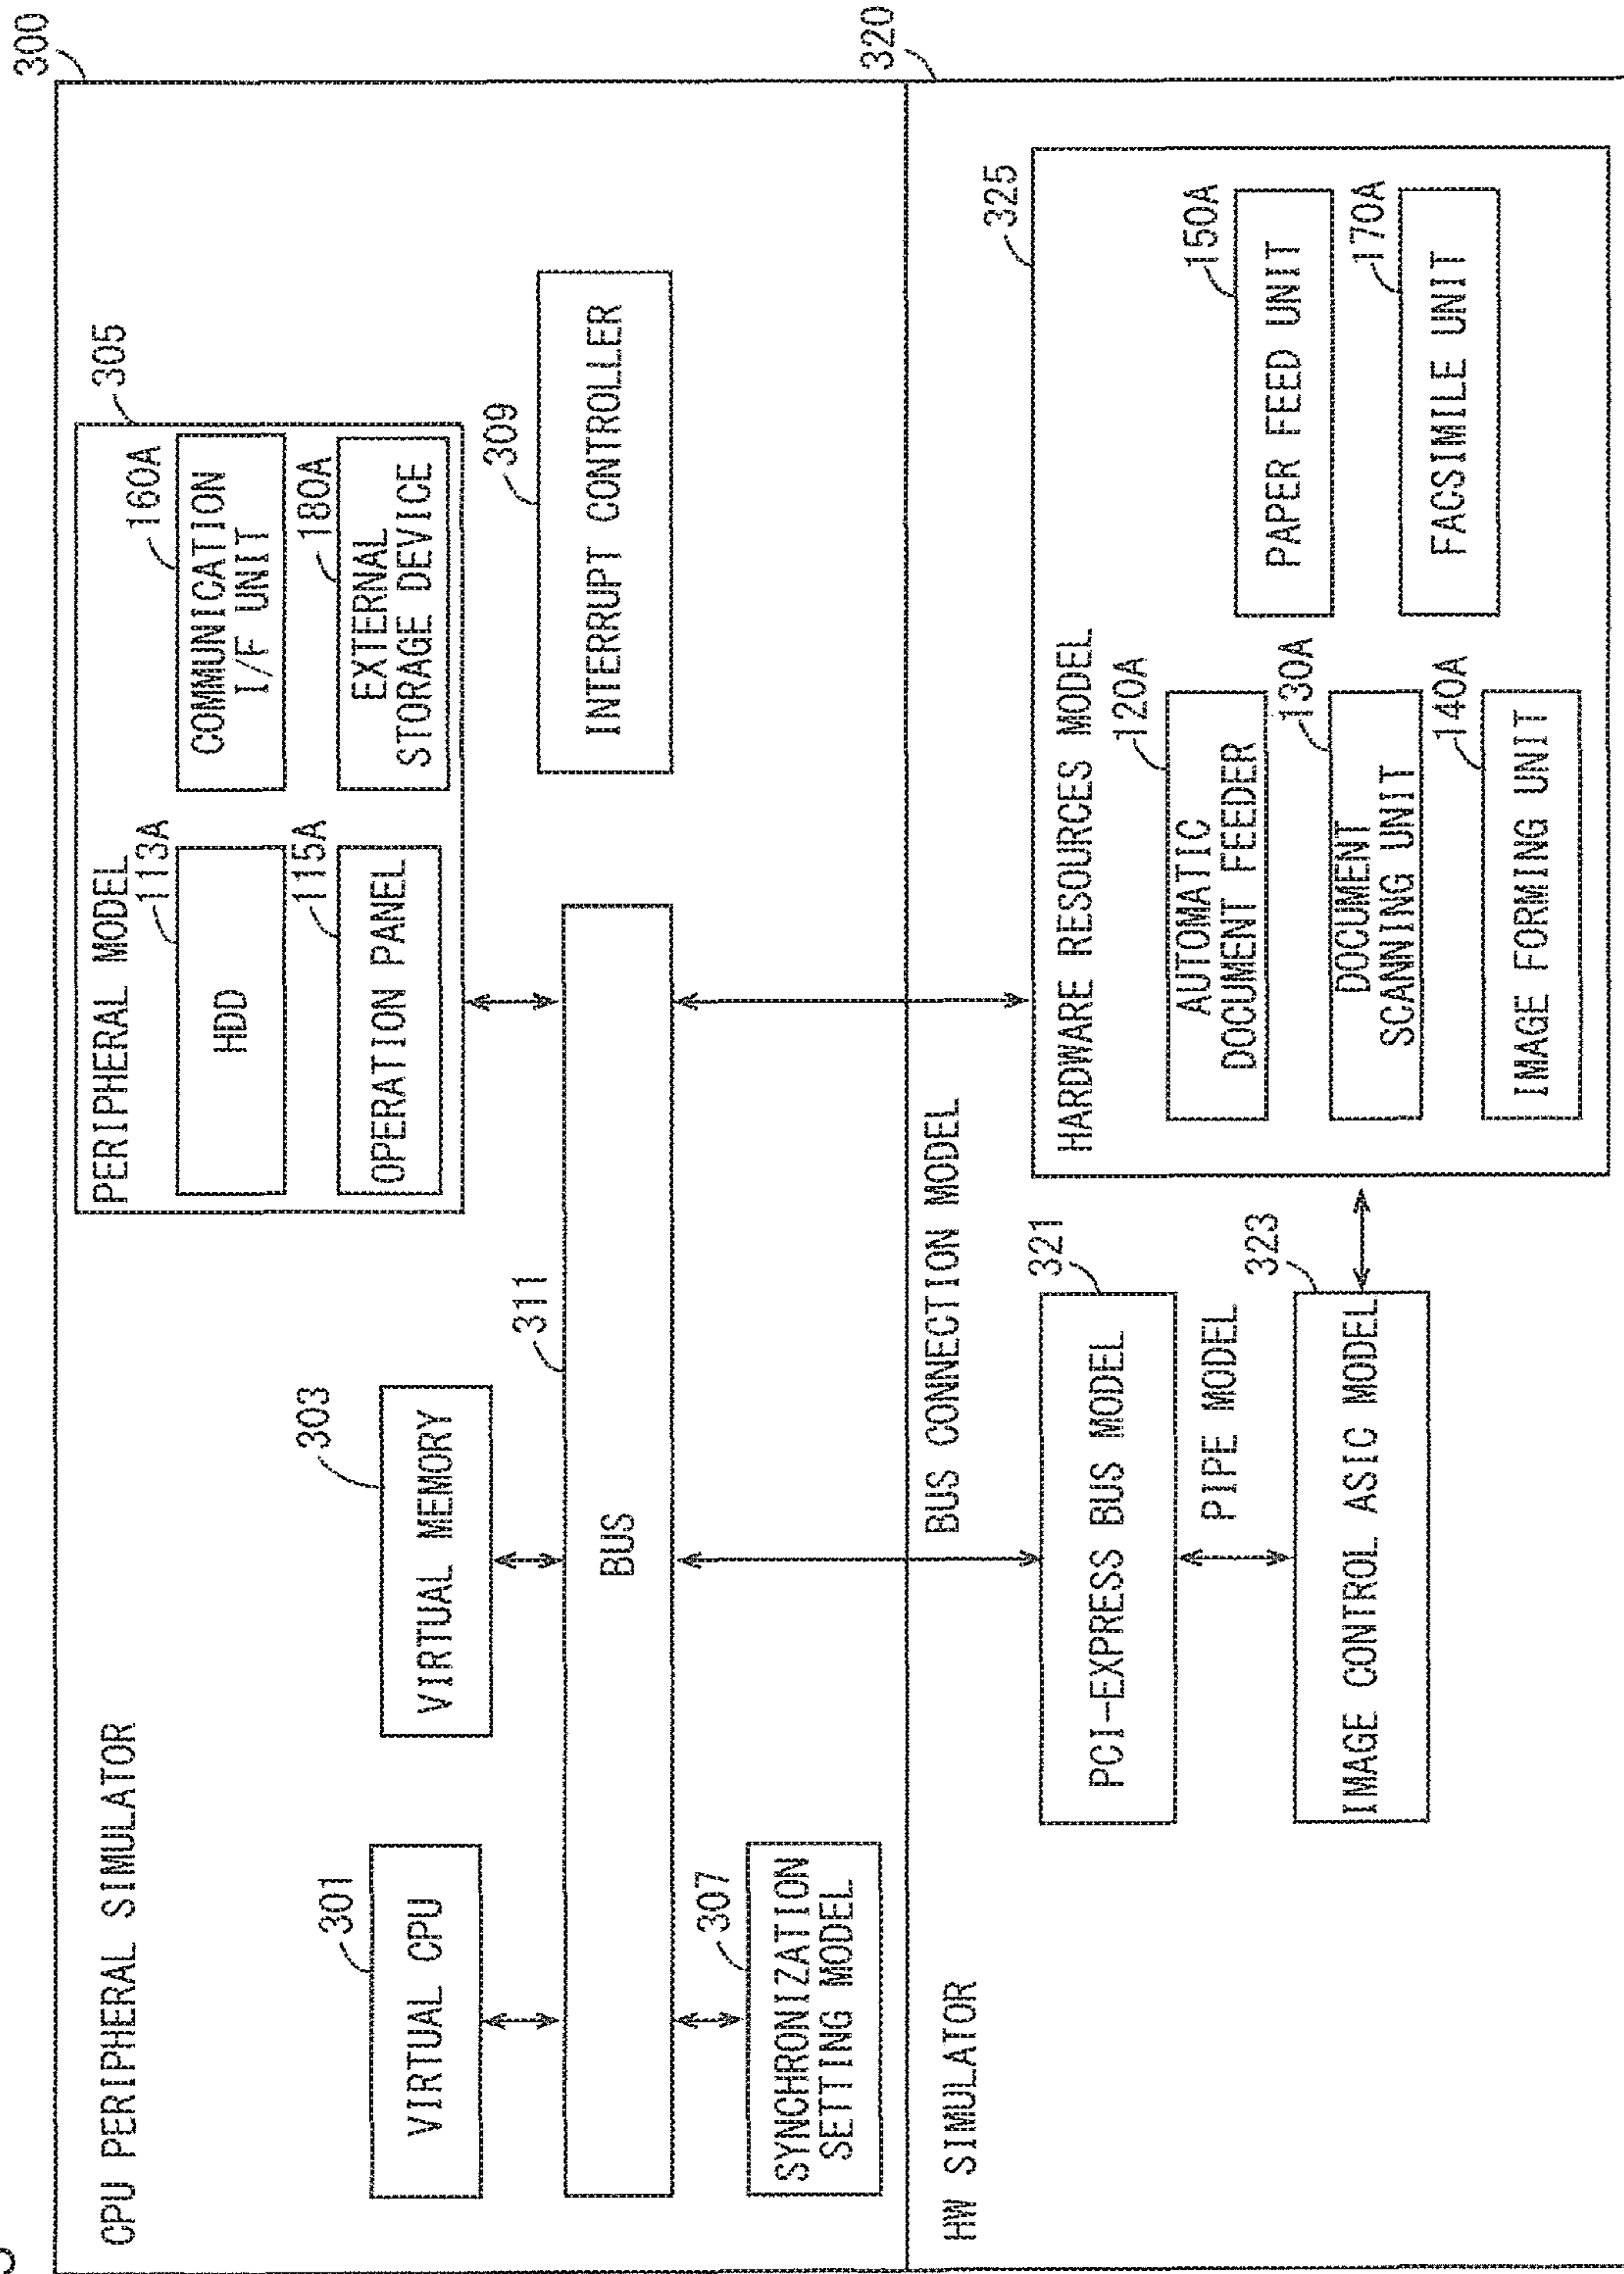 300
CPU PERIPHERAL SIMULATOR
PERIPHERAL MODEL
305
113A
HDD
160A
COMMUNICATION
I/F UNIT
115A
OPERATION PANEL
180A
EXTERNAL
STORAGE DEVICE
301
VIRTUAL CPU
303
VIRTUAL MEMORY
311
BUS
309
INTERRUPT CONTROLLER
307
SYNCHRONIZATION
SETTING MODEL
320
HW SIMULATOR
BUS CONNECTION MODEL
321
PCI-EXPRESS BUS MODEL
PIPE MODEL
323
IMAGE CONTROL ASIC MODEL
325
HARDWARE RESOURCES MODEL
120A
AUTOMATIC
DOCUMENT FEEDER
150A
PAPER FEED UNIT
130A
DOCUMENT
SCANNING UNIT
170A
FACSIMILE UNIT
140A
IMAGE FORMING UNIT